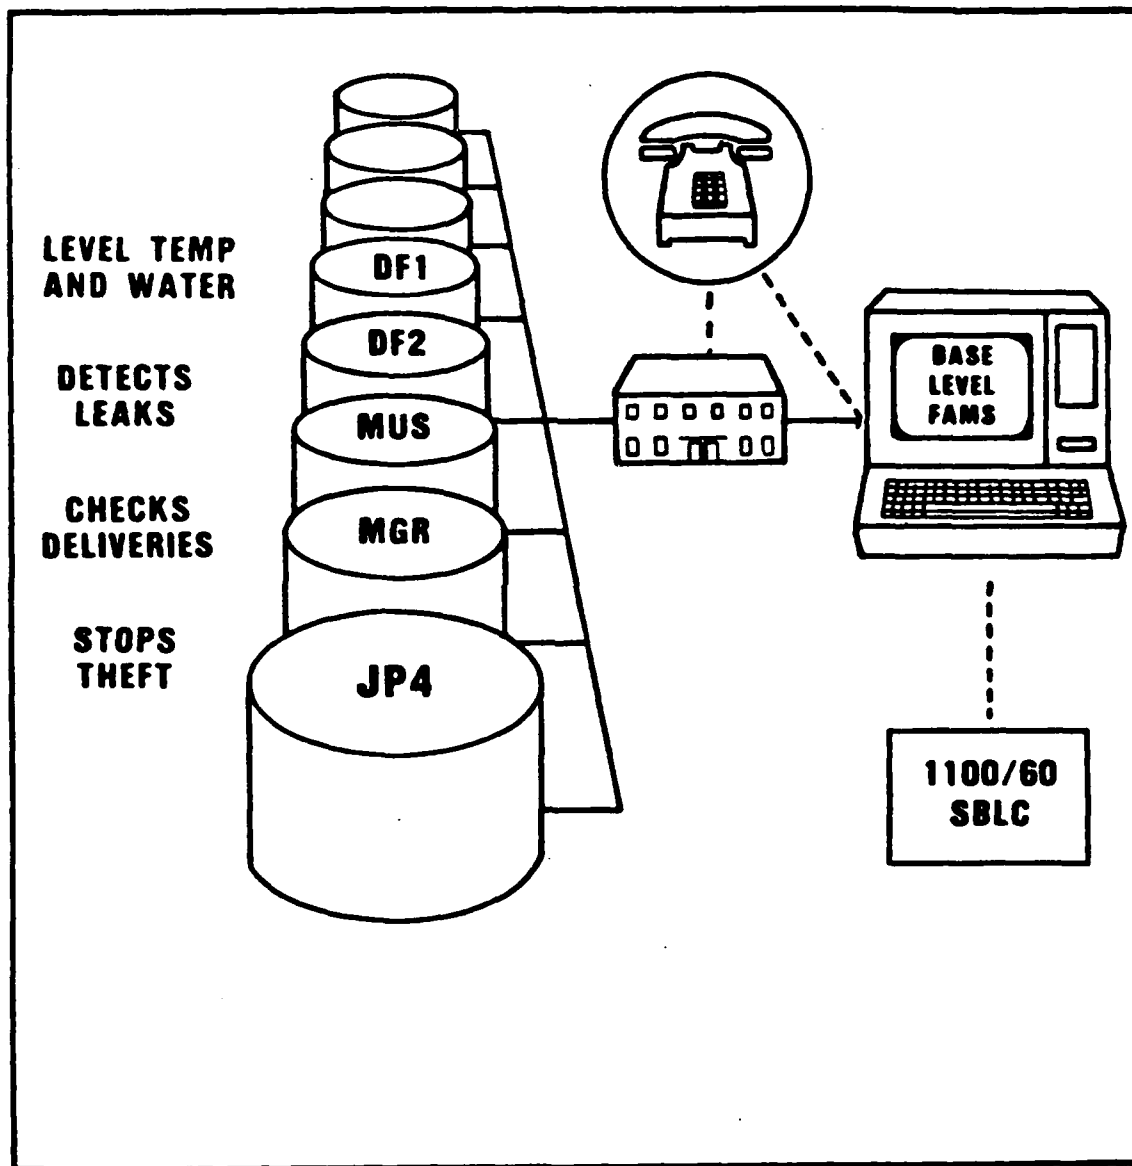 LEVEL TEMP
AND WATER
DETECTS
LEAKS
CHECKS
DELIVERIES
STOPS
THEFT
DF1
DF2
MUS
MGR
JP4
BASE
LEVEL
FAMS
1100/60
SBLC